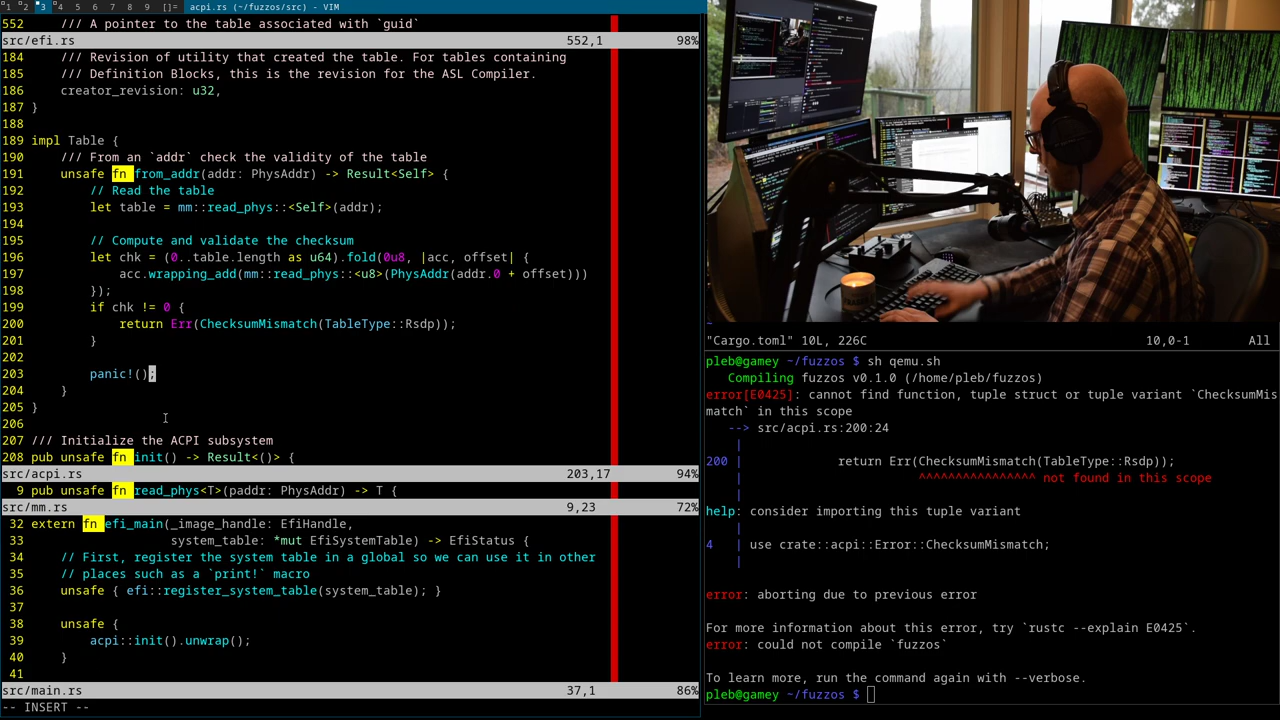 1 2 3 4 5 6 7 8 9 []= acpi.rs (~/fuzzos/src) - VIM
552     /// A pointer to the table associated with `guid`
src/efi.rs 552,1 98%
184     /// Revision of utility that created the table. For tables containing
185     /// Definition Blocks, this is the revision for the ASL Compiler.
186     creator_revision: u32,
187 }
188
189 impl Table {
190     /// From an `addr` check the validity of the table
191     unsafe fn from_addr(addr: PhysAddr) -> Result<Self> {
192         // Read the table
193         let table = mm::read_phys::<Self>(addr);
194
195         // Compute and validate the checksum
196         let chk = (0..table.length as u64).fold(0u8, |acc, offset| {
197             acc.wrapping_add(mm::read_phys::<u8>(PhysAddr(addr.0 + offset)))
198         });
199         if chk != 0 {
200             return Err(ChecksumMismatch(TableType::Rsdp));
201         }
202
203         panic!();
204     }
205 }
206
207 /// Initialize the ACPI subsystem
208 pub unsafe fn init() -> Result<()> {
src/acpi.rs 203,17 94%
9 pub unsafe fn read_phys<T>(paddr: PhysAddr) -> T {
src/mm.rs 9,23 72%
32 extern fn efi_main(_image_handle: EfiHandle,
33                    system_table: *mut EfiSystemTable) -> EfiStatus {
34     // First, register the system table in a global so we can use it in other
35     // places such as a `print!` macro
36     unsafe { efi::register_system_table(system_table); }
37
38     unsafe {
39         acpi::init().unwrap();
40     }
41
src/main.rs 37,1 86%
-- INSERT --
~
"Cargo.toml" 10L, 226C 10,0-1 All
pleb@gamey ~/fuzzos $ sh qemu.sh
   Compiling fuzzos v0.1.0 (/home/pleb/fuzzos)
error[E0425]: cannot find function, tuple struct or tuple variant `ChecksumMis
match` in this scope
   --> src/acpi.rs:200:24
    |
200 |             return Err(ChecksumMismatch(TableType::Rsdp));
    |                        ^^^^^^^^^^^^^^^^ not found in this scope
    |
help: consider importing this tuple variant
    |
4   | use crate::acpi::Error::ChecksumMismatch;
    |
error: aborting due to previous error
For more information about this error, try `rustc --explain E0425`.
error: could not compile `fuzzos`
To learn more, run the command again with --verbose.
pleb@gamey ~/fuzzos $